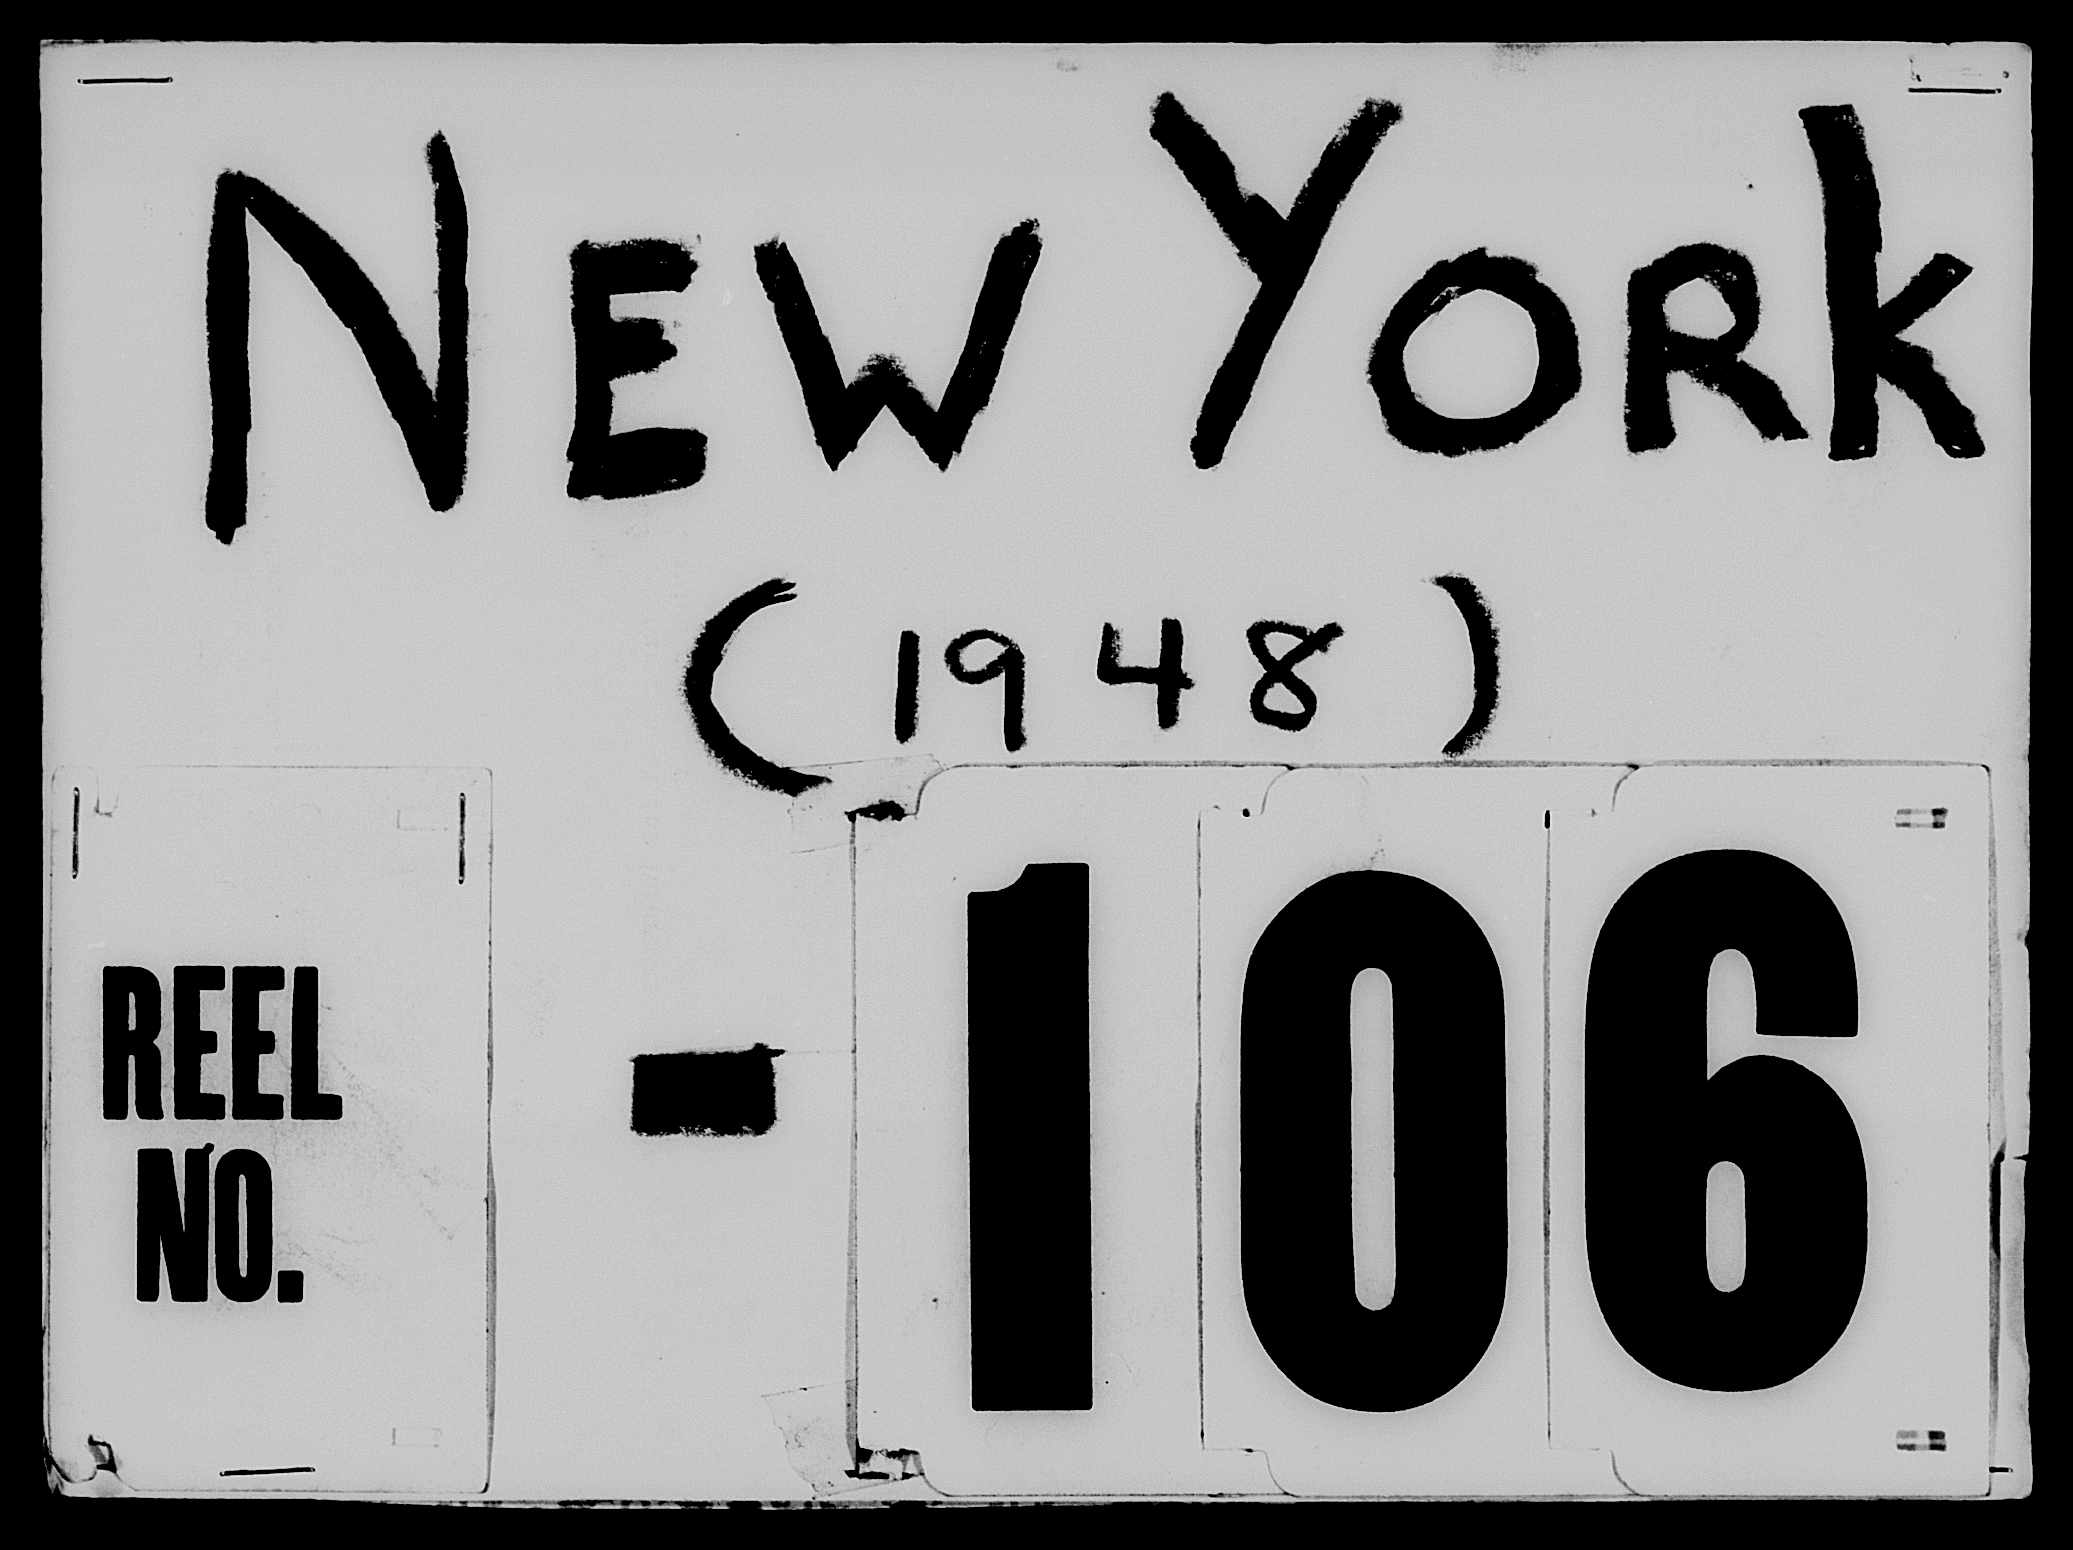 NEW YORK
(1948)
REEL
NO.
- 106